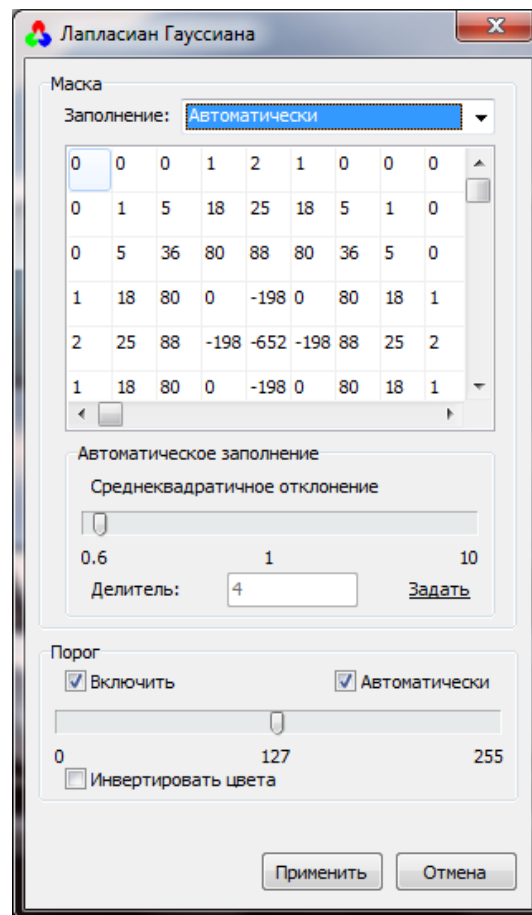 Лапласиан Гауссиана
Маска
Заполнение: Автоматически
0 0 0 1 2 1 0 0 0
0 1 5 18 25 18 5 1 0
0 5 36 80 88 80 36 5 0
1 18 80 0 -198 0 80 18 1
2 25 88 -198 -652 -198 88 25 2
1 18 80 0 -198 0 80 18 1
Автоматическое заполнение
Среднеквадратичное отклонение
0.6 1 10
Делитель: 4 Задать
Порог
Включить Автоматически
0 127 255
Инвертировать цвета
Применить Отмена